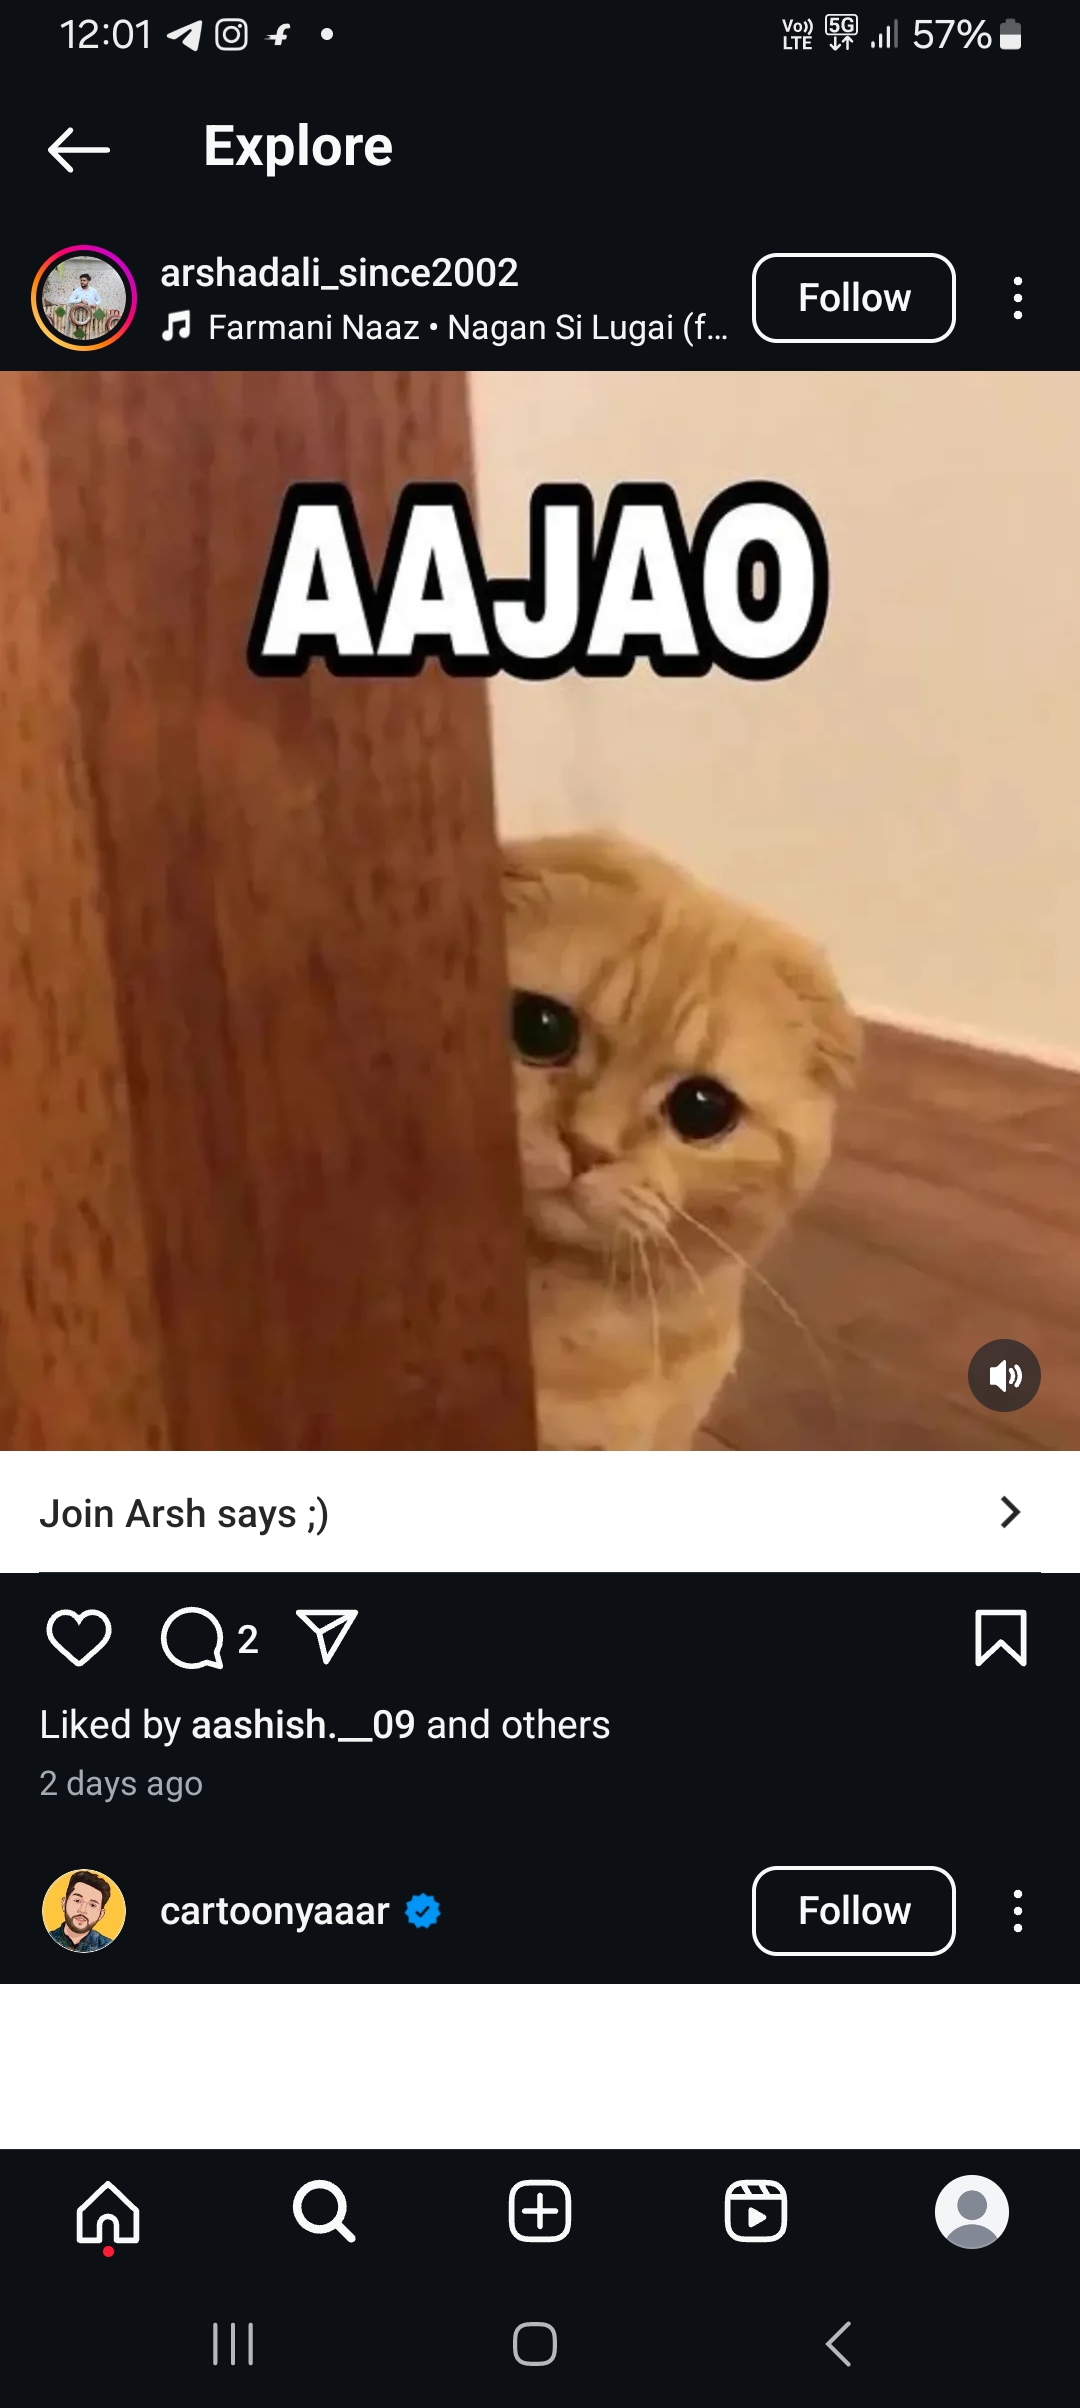 12:01
Vo)) LTE 5G 57%
Explore
arshadali_since2002
Farmani Naaz • Nagan Si Lugai (f...
Follow
AAJAO
Join Arsh says ;)
2
Liked by aashish.__09 and others
2 days ago
cartoonyaaar
Follow